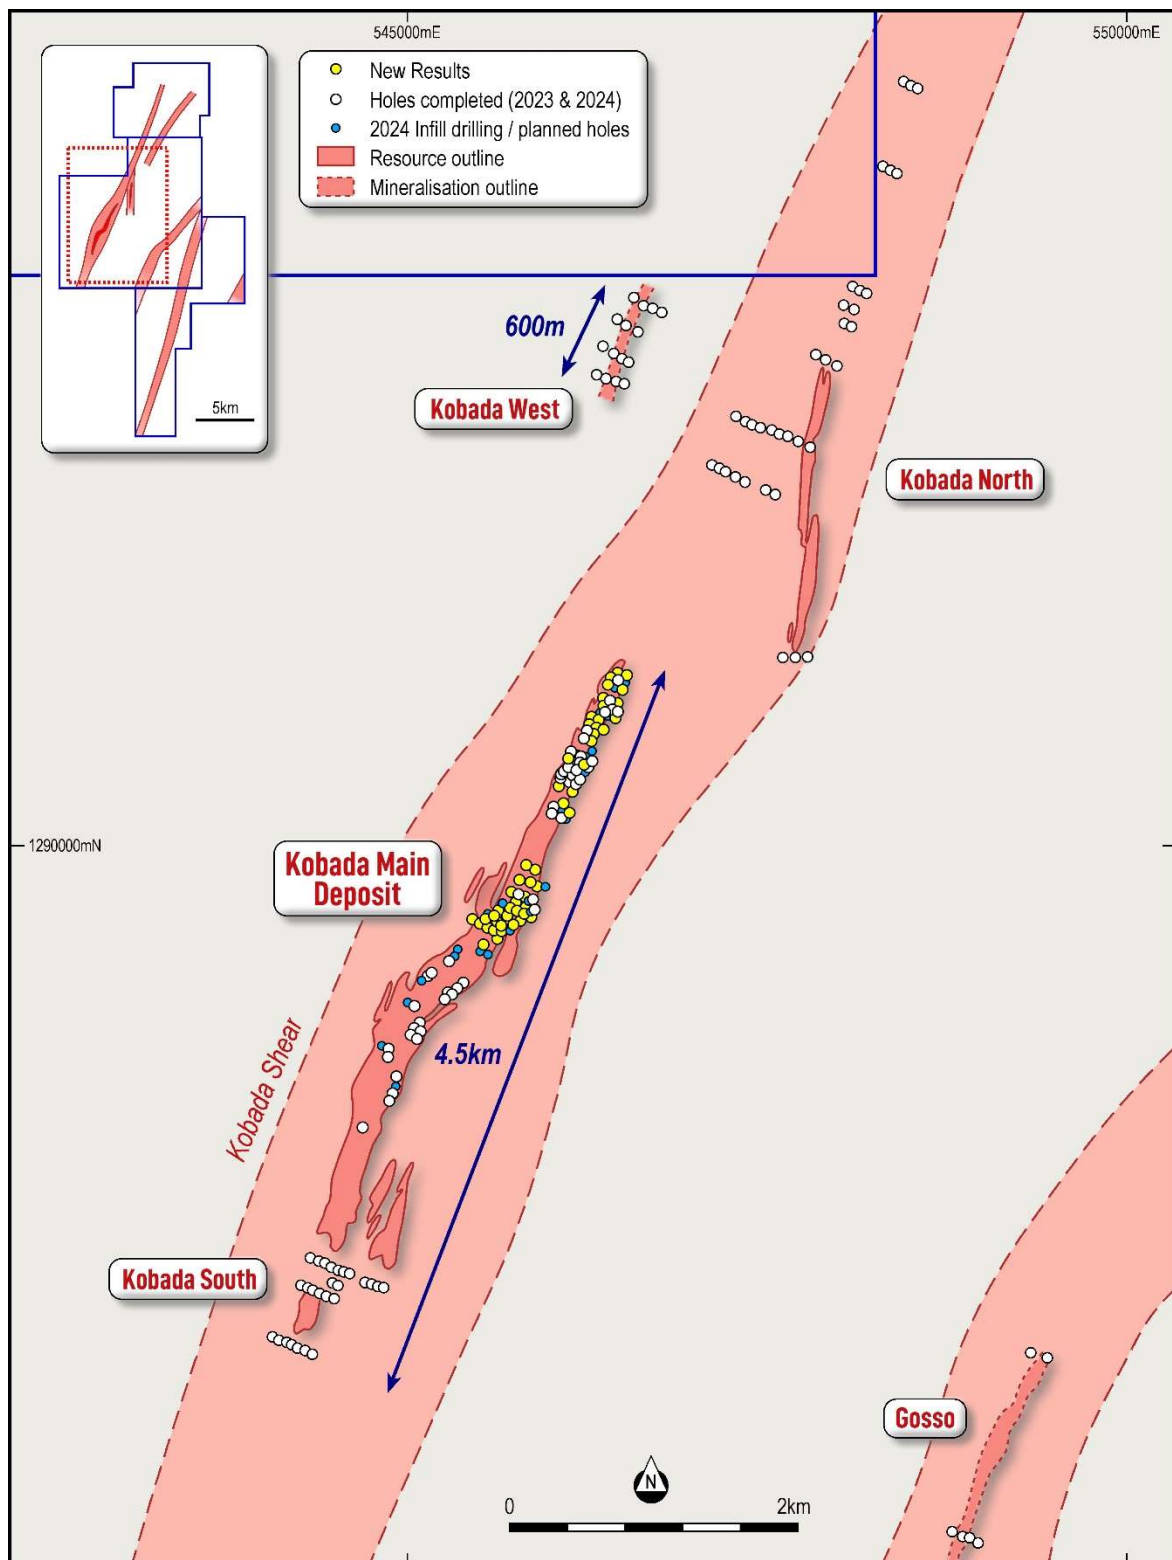 545000mE
550000mE
New Results
Holes completed (2023 & 2024)
2024 Infill drilling / planned holes
Resource outline
Mineralisation outline
5km
600m
Kobada West
Kobada North
1290000mN
Kobada Main
Deposit
4.5km
Kobada Shear
Kobada South
Gosso
N
0
2km